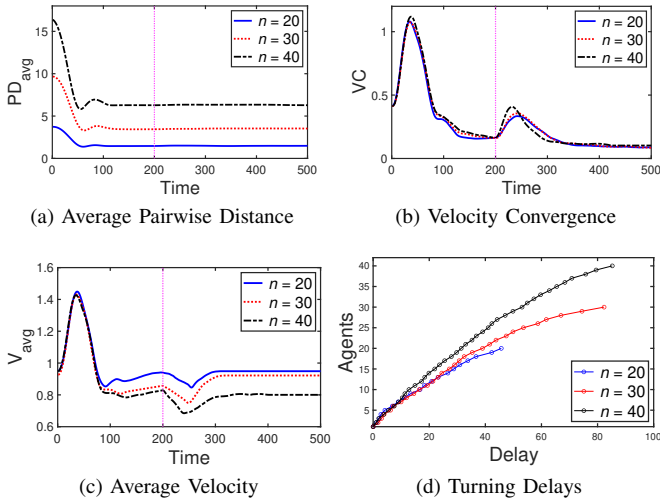 n = 20
n = 30
n = 40
PD_avg
15
10
5
0
0 100 200 300 400 500
Time
(a) Average Pairwise Distance
n = 20
n = 30
n = 40
VC
1
0.5
0
0 100 200 300 400 500
Time
(b) Velocity Convergence
n = 20
n = 30
n = 40
V_avg
1.6
1.4
1.2
1
0.8
0.6
0 100 200 300 400 500
Time
(c) Average Velocity
Agents
40
35
30
25
20
15
10
5
0 20 40 60 80 100
n = 20
n = 30
n = 40
Delay
(d) Turning Delays